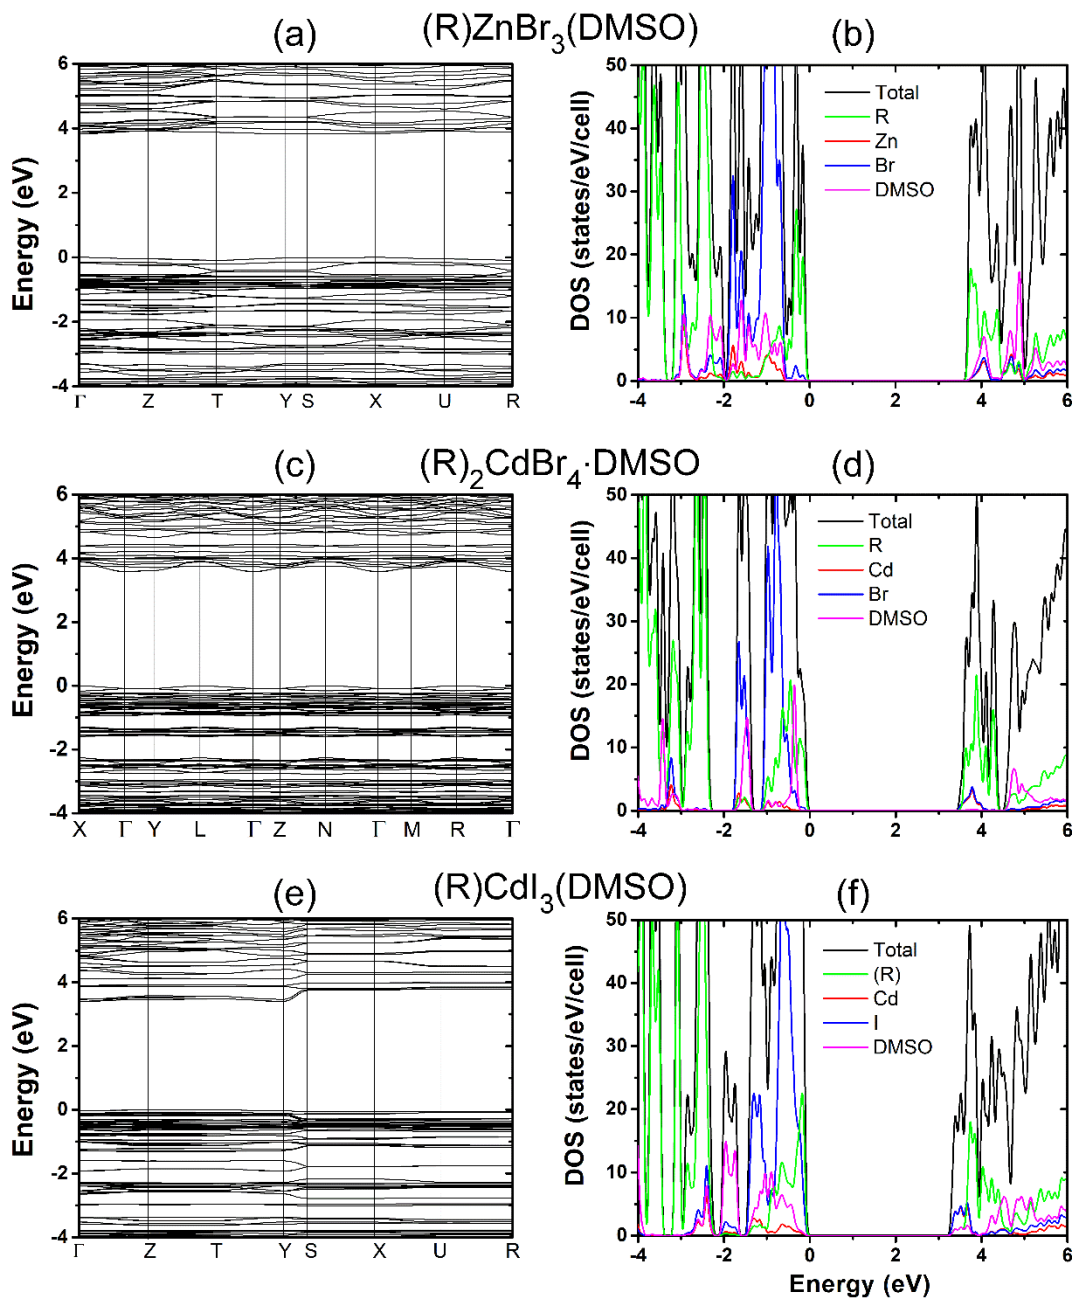 (R)ZnBr3(DMSO)
(a)
Energy (eV)
6
4
2
0
-2
-4
Γ Z T Y S X U R
(b)
DOS (states/eV/cell)
50
40
30
20
10
0
Total
R
Zn
Br
DMSO
-4 -2 0 2 4 6
(R)2CdBr4·DMSO
(c)
Energy (eV)
6
4
2
0
-2
-4
X Γ Y L Γ Z N Γ M R Γ
(d)
DOS (states/eV/cell)
50
40
30
20
10
0
Total
R
Cd
Br
DMSO
-4 -2 0 2 4 6
(R)CdI3(DMSO)
(e)
Energy (eV)
6
4
2
0
-2
-4
Γ Z T Y S X U R
(f)
DOS (states/eV/cell)
50
40
30
20
10
0
Total
(R)
Cd
I
DMSO
-4 -2 0 2 4 6
Energy (eV)